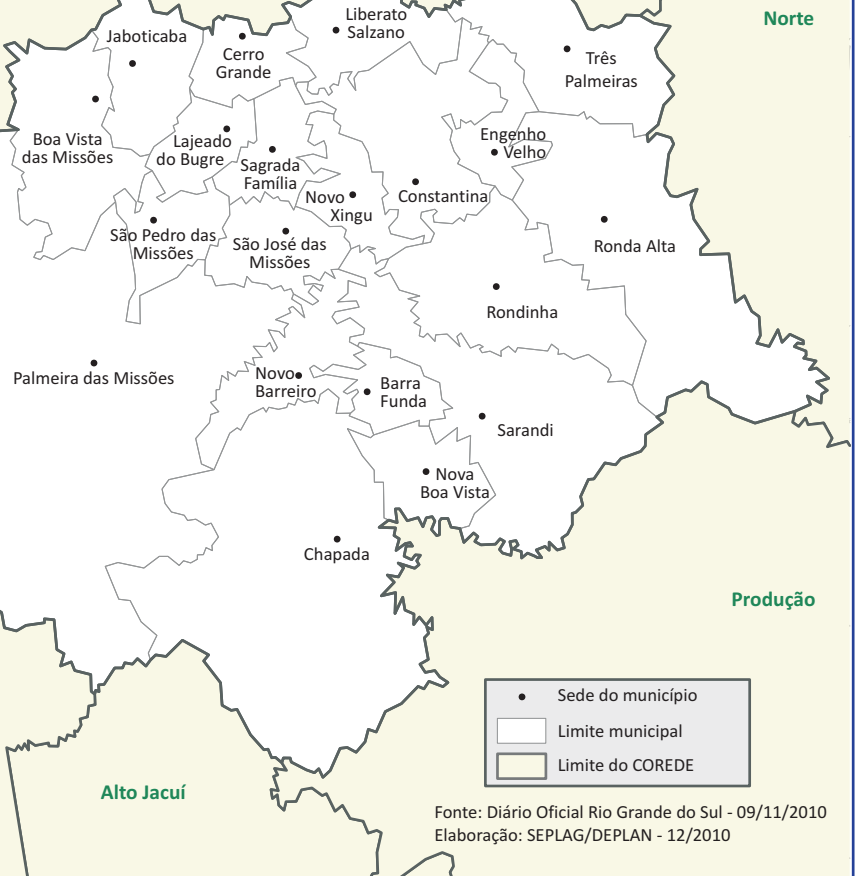 Norte
Liberato
Salzano
Jaboticaba
Cerro
Grande
Três
Palmeiras
Boa Vista
das Missões
Lajeado
do Bugre
Sagrada
Família
Engenho
Velho
Novo
Xingu
Constantina
São Pedro das
Missões
São José das
Missões
Ronda Alta
Rondinha
Palmeira das Missões
Novo
Barreiro
Barra
Funda
Sarandi
Nova
Boa Vista
Chapada
Produção
Alto Jacuí
Sede do município
Limite municipal
Limite do COREDE
Fonte: Diário Oficial Rio Grande do Sul - 09/11/2010
Elaboração: SEPLAG/DEPLAN - 12/2010